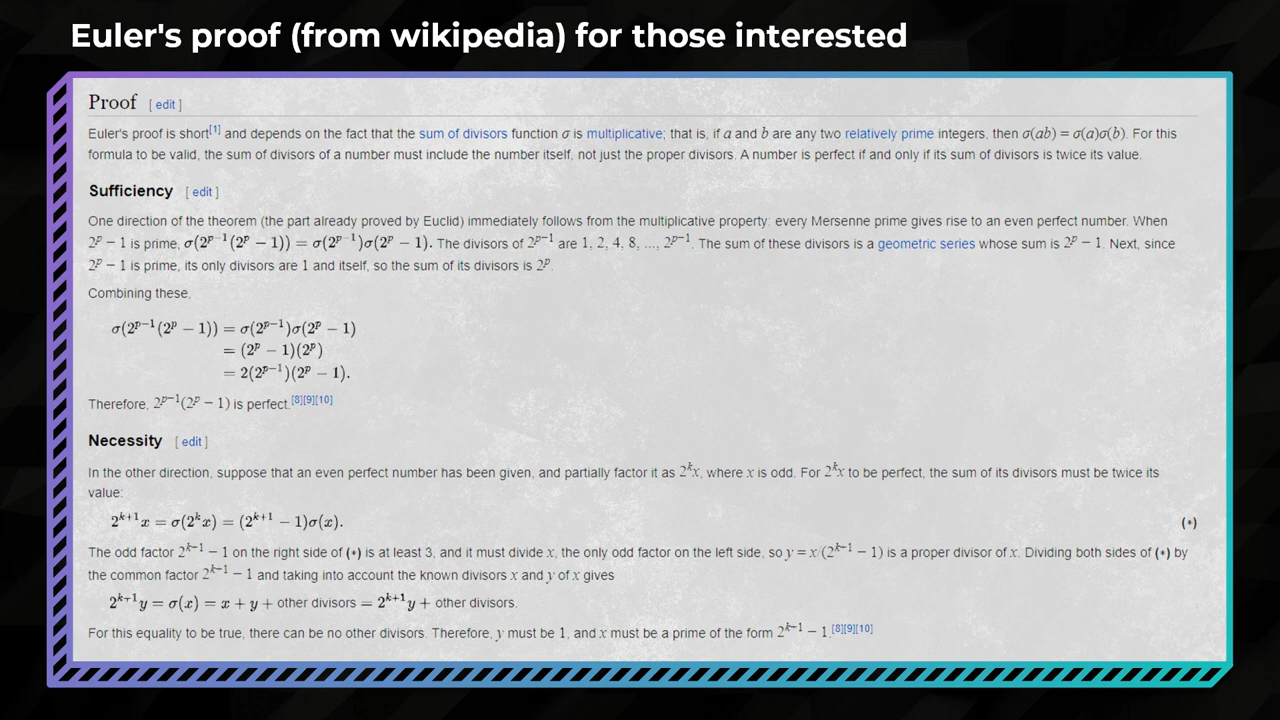 Euler's proof (from wikipedia) for those interested
Proof [ edit ]
Euler's proof is short[1] and depends on the fact that the sum of divisors function σ is multiplicative; that is, if a and b are any two relatively prime integers, then σ(ab) = σ(a)σ(b). For this
formula to be valid, the sum of divisors of a number must include the number itself, not just the proper divisors. A number is perfect if and only if its sum of divisors is twice its value.
Sufficiency [ edit ]
One direction of the theorem (the part already proved by Euclid) immediately follows from the multiplicative property: every Mersenne prime gives rise to an even perfect number. When
2^p − 1 is prime, σ(2^{p−1}(2^p − 1)) = σ(2^{p−1})σ(2^p − 1). The divisors of 2^{p−1} are 1, 2, 4, 8, ..., 2^{p−1}. The sum of these divisors is a geometric series whose sum is 2^p − 1. Next, since
2^p − 1 is prime, its only divisors are 1 and itself, so the sum of its divisors is 2^p.
Combining these,
σ(2^{p−1}(2^p − 1)) = σ(2^{p−1})σ(2^p − 1)
= (2^p − 1)(2^p)
= 2(2^{p−1})(2^p − 1).
Therefore, 2^{p−1}(2^p − 1) is perfect.[8][9][10]
Necessity [ edit ]
In the other direction, suppose that an even perfect number has been given, and partially factor it as 2^k x, where x is odd. For 2^k x to be perfect, the sum of its divisors must be twice its
value:
2^{k+1}x = σ(2^k x) = (2^{k+1} − 1)σ(x). (∗)
The odd factor 2^{k+1} − 1 on the right side of (∗) is at least 3, and it must divide x, the only odd factor on the left side, so y = x/(2^{k+1} − 1) is a proper divisor of x. Dividing both sides of (∗) by
the common factor 2^{k+1} − 1 and taking into account the known divisors x and y of x gives
2^{k+1}y = σ(x) = x + y + other divisors = 2^{k+1}y + other divisors.
For this equality to be true, there can be no other divisors. Therefore, y must be 1, and x must be a prime of the form 2^{k+1} − 1.[8][9][10]